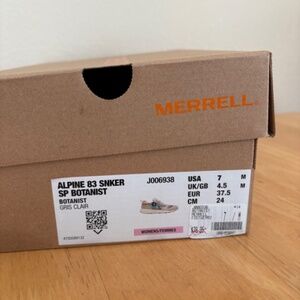 MERRELL
ALPINE 83 SNKER
SP BOTANIST
BOTANIST
GRIS CLAIR
J006938
WOMENS/FEMMES
USA 7 M
UK/GB 4.5 M
EUR 37.5
CM 24